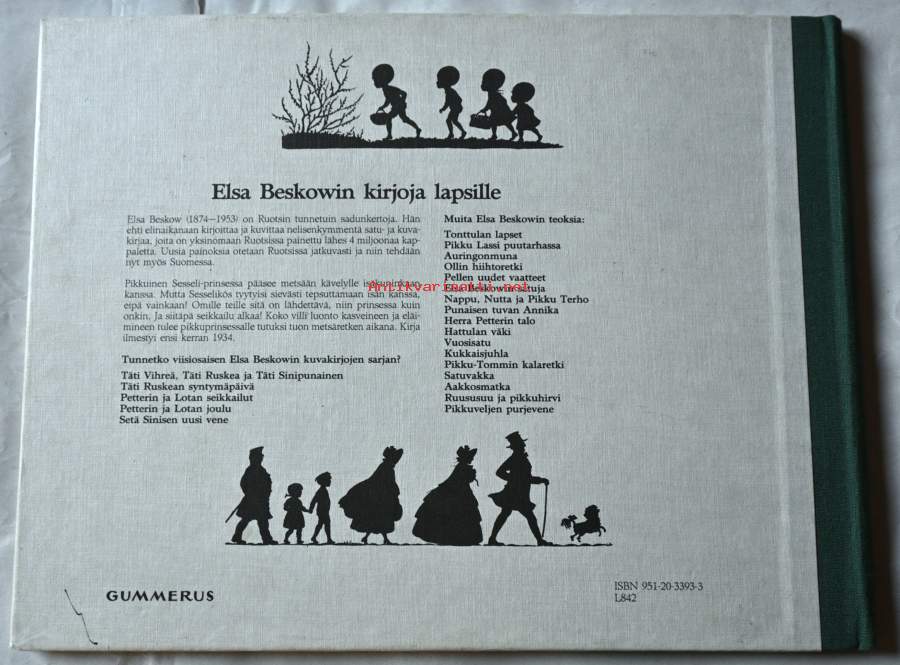 Elsa Beskowin kirjoja lapsille
Elsa Beskow (1874—1953) on Ruotsin tunnetuin sadunkertoja. Hän
ehti elinaikanaan kirjoittaa ja kuvittaa nelisenkymmentä satu- ja kuva-
kirjaa, joita on yksinomaan Ruotsissa painettu lähes 4 miljoonaa kap-
paletta. Uusia painoksia otetaan Ruotsissa jatkuvasti ja niin tehdään
nyt myös Suomessa.
Pikkuinen Sesseli-prinsessa pääsee metsään kävelylle isäkuninkaan
kanssa. Mutta Sesselikös tyytyisi sievästi tepsuttamaan isän kanssa,
eipä vainkaan! Omille teille sitä on lähdettävä, niin prinsessa kuin
onkin. Ja siitäpä seikkailu alkaa! Koko villi luonto kasveineen ja eläi-
mineen tulee pikkuprinsessalle tutuksi tuon metsäretken aikana. Kirja
ilmestyi ensi kerran 1934.
Tunnetko viisiosaisen Elsa Beskowin kuvakirjojen sarjan?
Täti Vihreä, Täti Ruskea ja Täti Sinipunainen
Täti Ruskean syntymäpäivä
Petterin ja Lotan seikkailut
Petterin ja Lotan joulu
Setä Sinisen uusi vene
Muita Elsa Beskowin teoksia:
Tonttulan lapset
Pikku Lassi puutarhassa
Auringonmuna
Ollin hiihtoretki
Pellen uudet vaatteet
Elsa Beskowin satuja
Nappu, Nutta ja Pikku Terho
Punaisen tuvan Annika
Herra Petterin talo
Hattulan väki
Vuosisatu
Kukkaisjuhla
Pikku-Tommin kalaretki
Satuvakka
Aakkosmatka
Ruususuu ja pikkuhirvi
Pikkuveljen purjevene
Antikvariaatti.net
GUMMERUS
ISBN 951-20-3393-3
L842